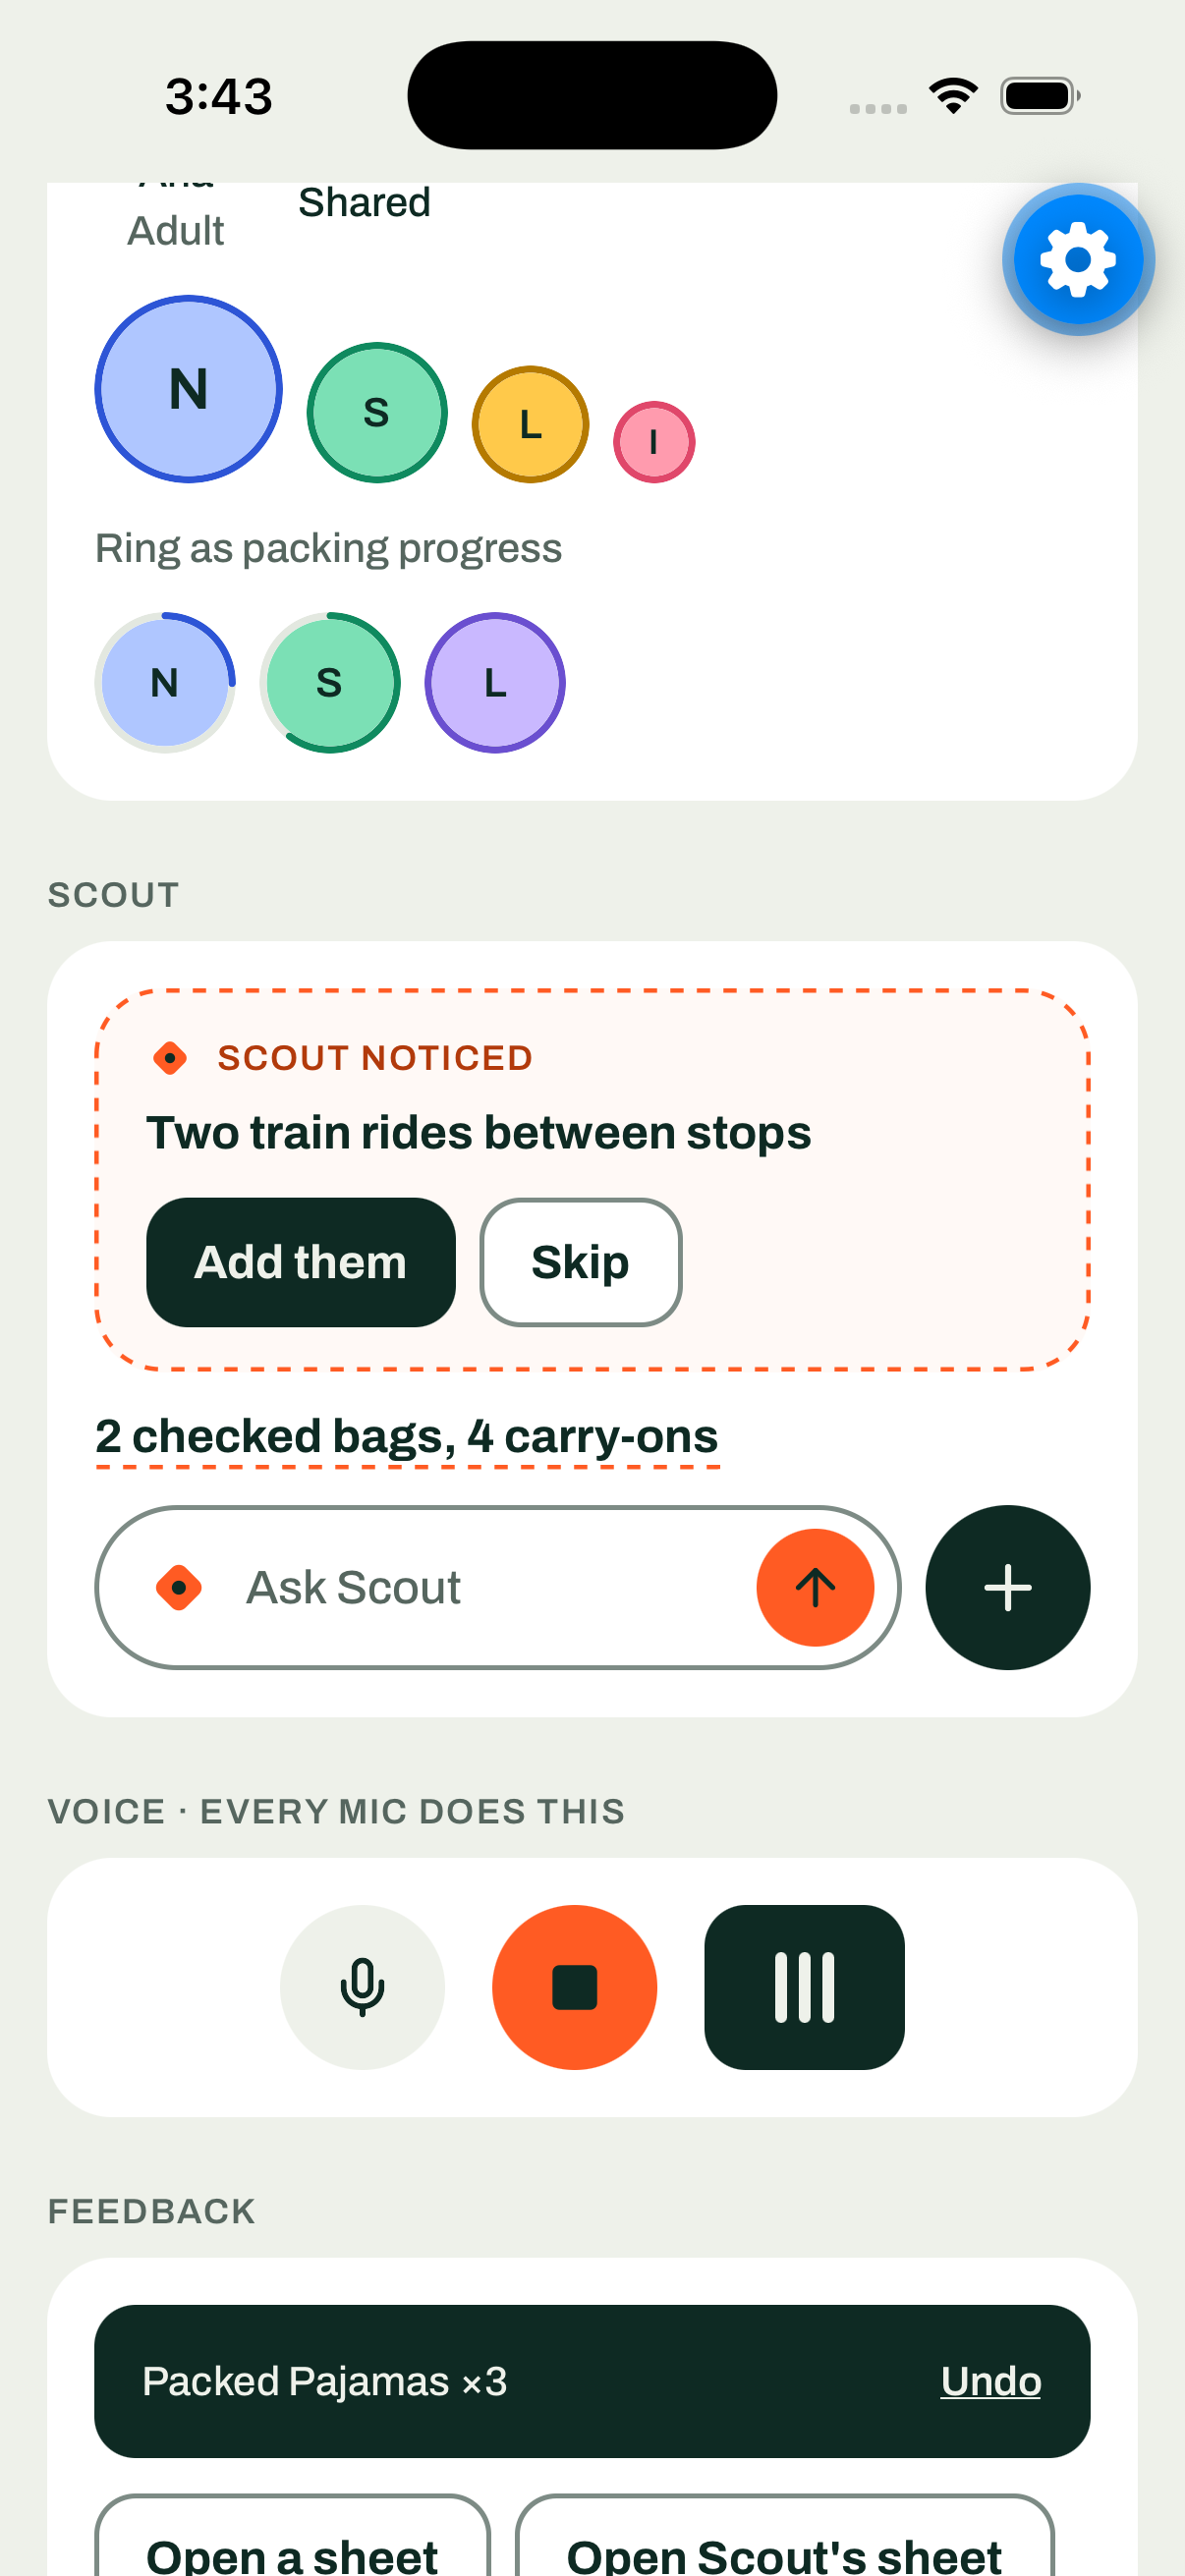 3:43
Adult
Shared
N
S
L
I
Ring as packing progress
N
S
L
SCOUT
SCOUT NOTICED
Two train rides between stops
Add them
Skip
2 checked bags, 4 carry-ons
Ask Scout
VOICE · EVERY MIC DOES THIS
FEEDBACK
Packed Pajamas ×3
Undo
Open a sheet
Open Scout's sheet